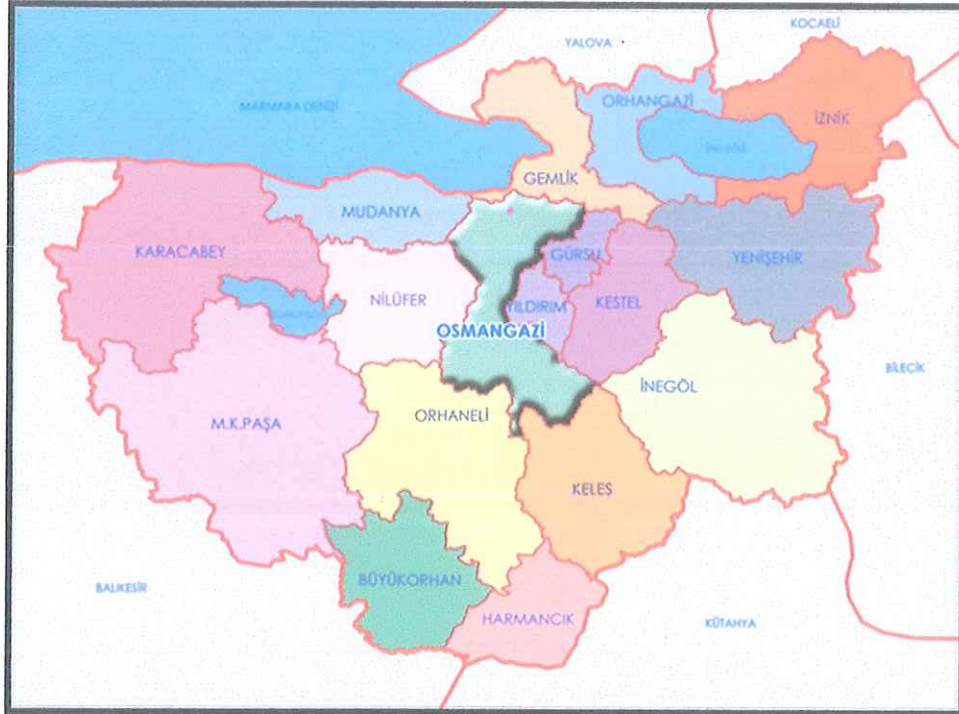 KOCAELİ
YALOVA
MARMARA DENİZİ
ORHANGAZİ
İZNİK
GEMLİK
MUDANYA
KARACABEY
GÜRSU
YENİŞEHİR
NİLÜFER
YILDIRIM
KESTEL
OSMANGAZİ
BİLECİK
İNEGÖL
ORHANELİ
M.K.PAŞA
KELES
BÜYÜKORHAN
BALIKESİR
HARMANCIK
KÜTAHYA